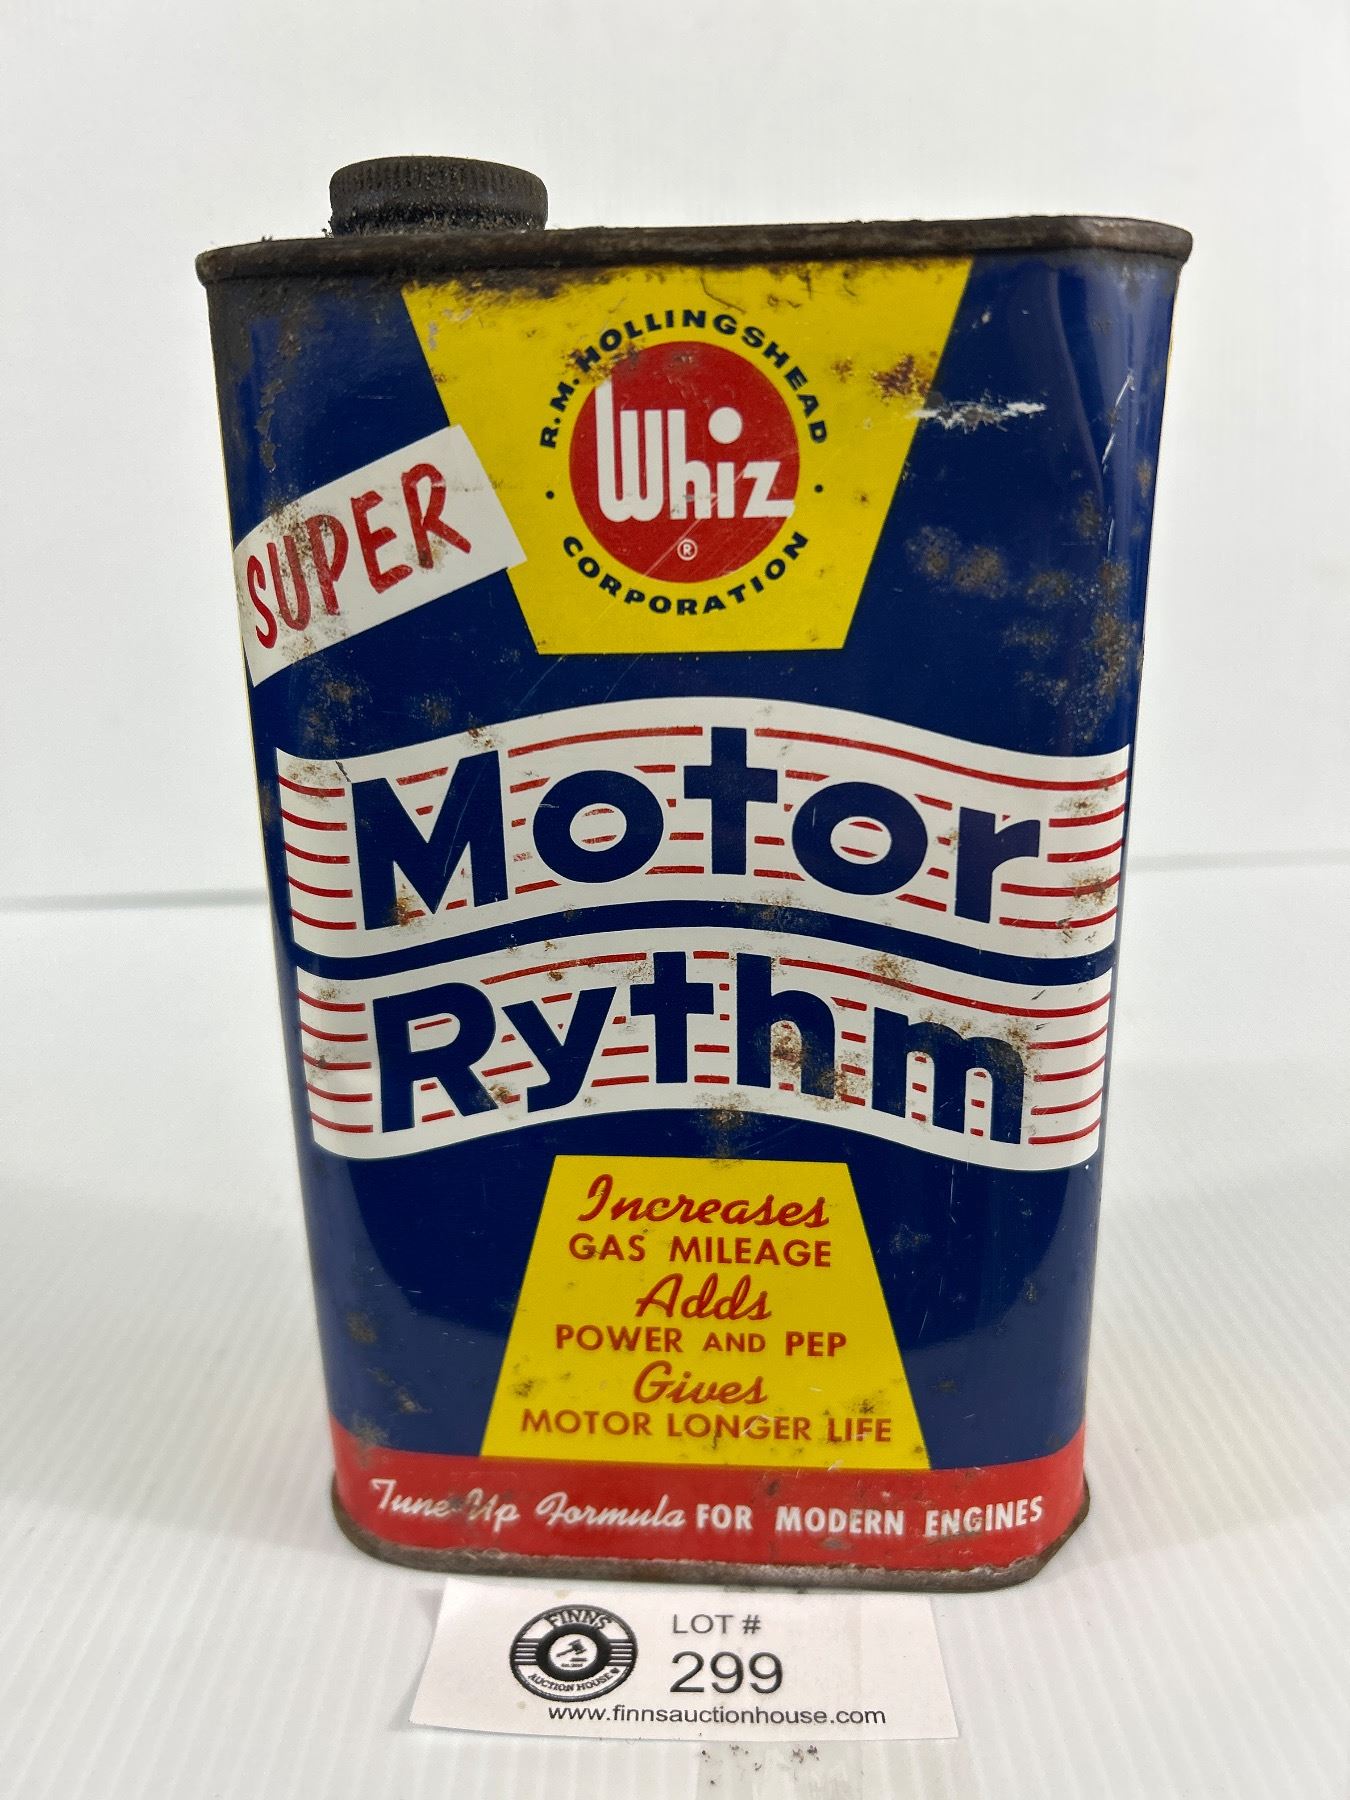 R.M. HOLLINGSHEAD
Whiz
®
CORPORATION
SUPER
Motor
Rythm
Increases
GAS MILEAGE
Adds
POWER AND PEP
Gives
MOTOR LONGER LIFE
Tune-Up Formula FOR MODERN ENGINES
FINNS
AUCTION HOUSE
LOT #
299
www.finnsauctionhouse.com